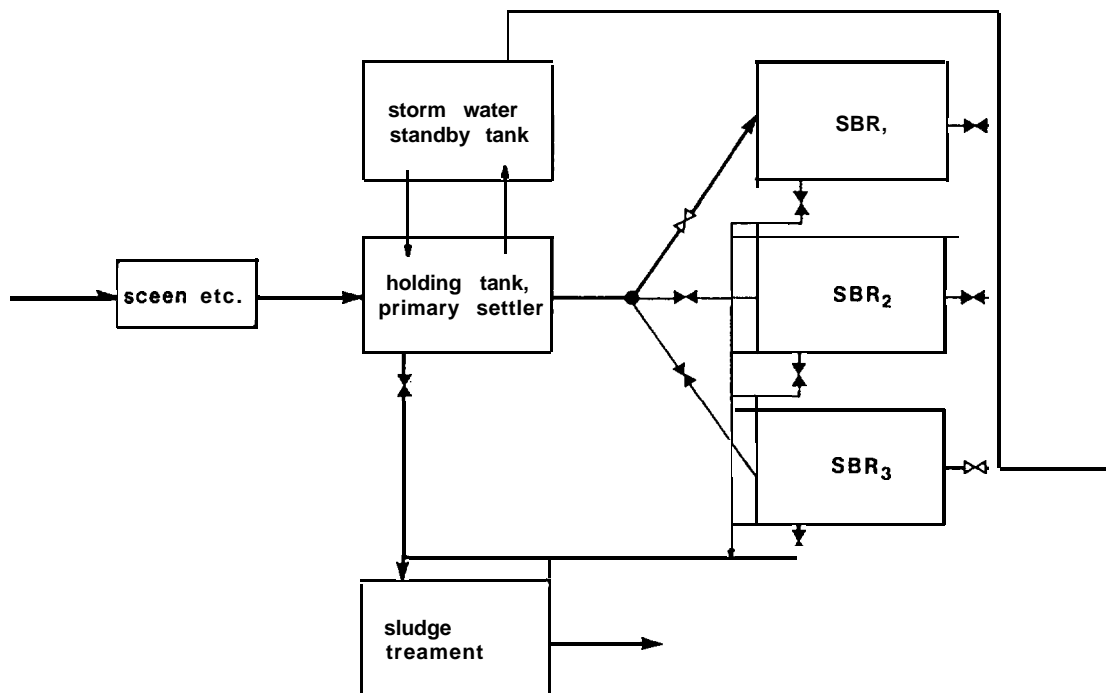 storm water
standby tank
SBR,
sceen etc.
holding tank,
primary settler
SBR2
SBR3
sludge
treament